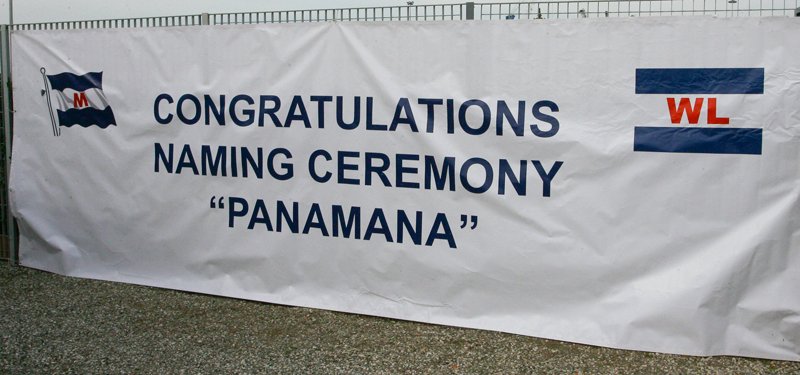 M
WL
CONGRATULATIONS
NAMING CEREMONY
“PANAMANA”